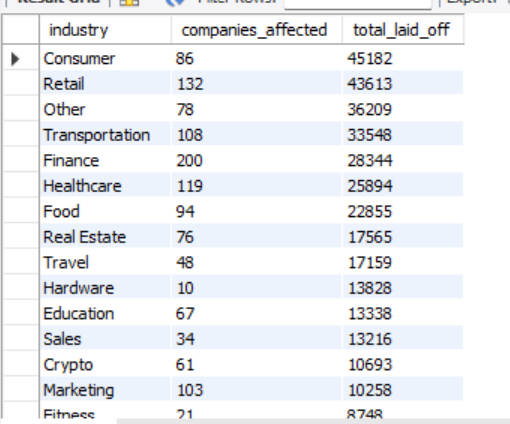 Result Grid Filter Rows: Export:
industry companies_affected total_laid_off
Consumer 86 45182
Retail 132 43613
Other 78 36209
Transportation 108 33548
Finance 200 28344
Healthcare 119 25894
Food 94 22855
Real Estate 76 17565
Travel 48 17159
Hardware 10 13828
Education 67 13338
Sales 34 13216
Crypto 61 10693
Marketing 103 10258
Fitness 21 8748